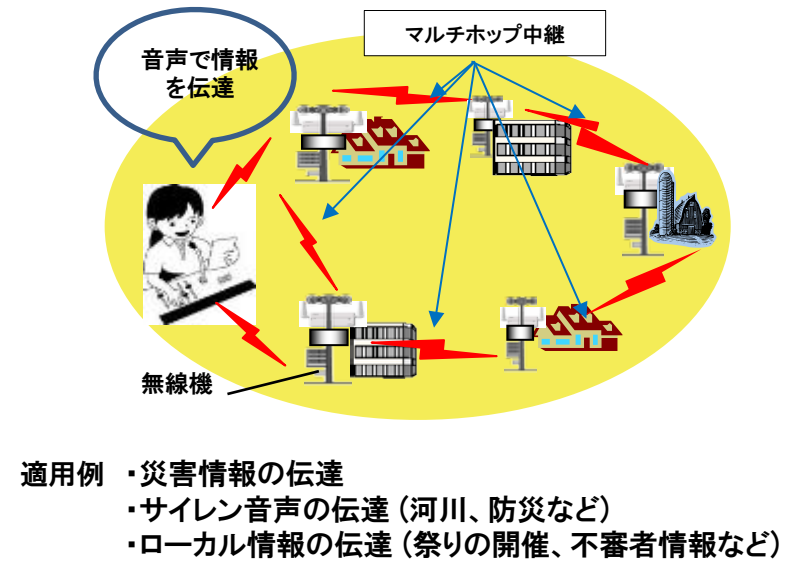 マルチホップ中継
音声で情報
を伝達
無線機
適用例 ・災害情報の伝達
・サイレン音声の伝達（河川、防災など）
・ローカル情報の伝達（祭りの開催、不審者情報など）